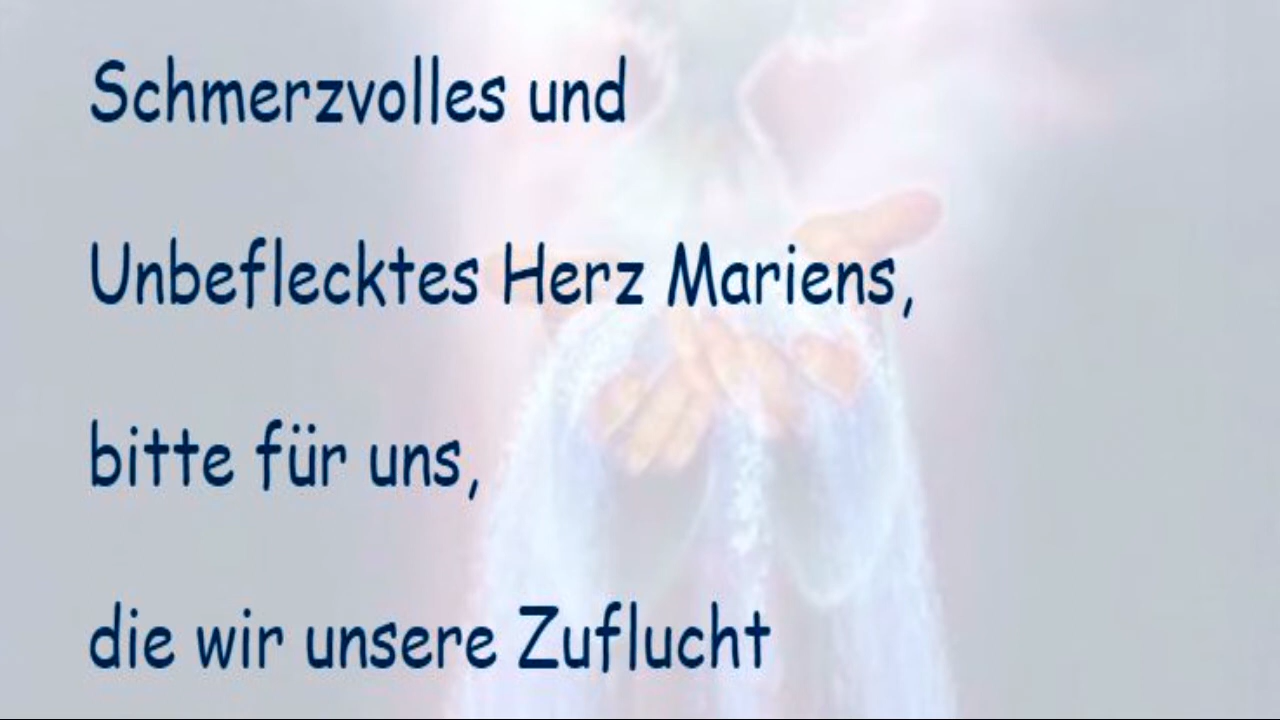 Schmerzvolles und
Unbeflecktes Herz Mariens,
bitte für uns,
die wir unsere Zuflucht